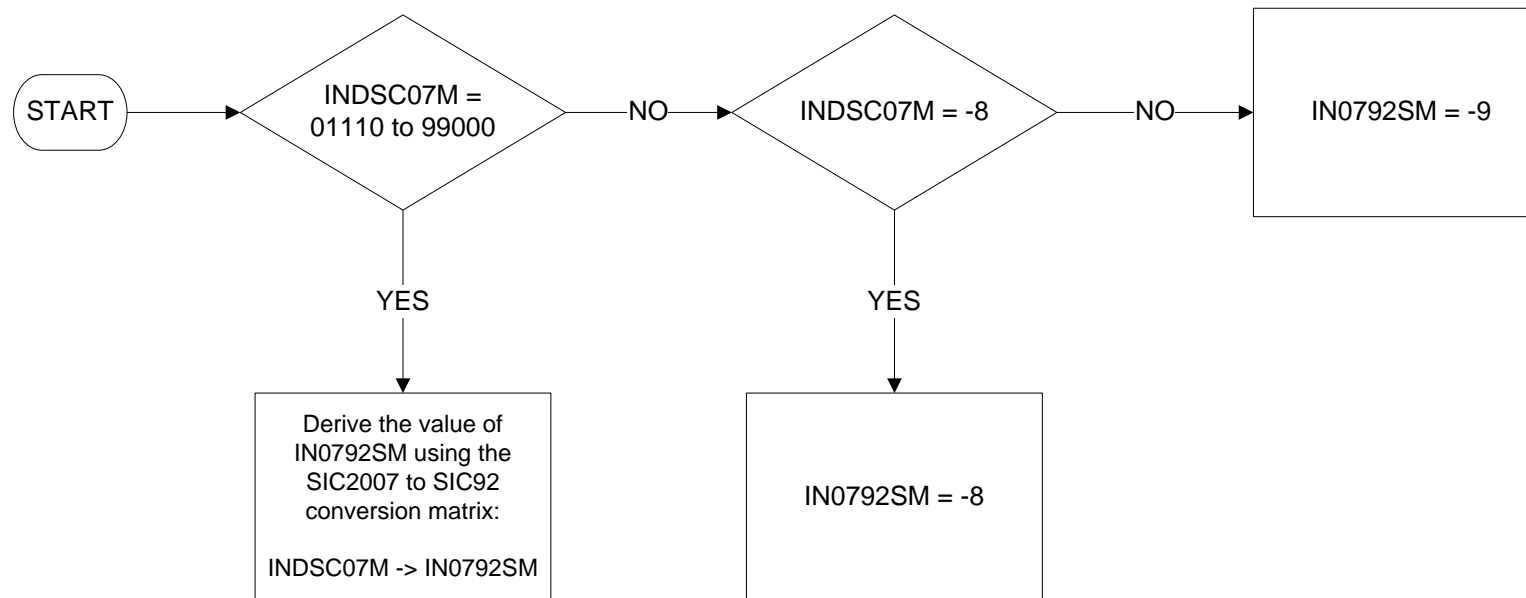 START
INDSC07M =
01110 to 99000
NO
INDSC07M = -8
NO
IN0792SM = -9
YES
YES
Derive the value of
IN0792SM using the
SIC2007 to SIC92
conversion matrix:
INDSC07M -> IN0792SM
IN0792SM = -8